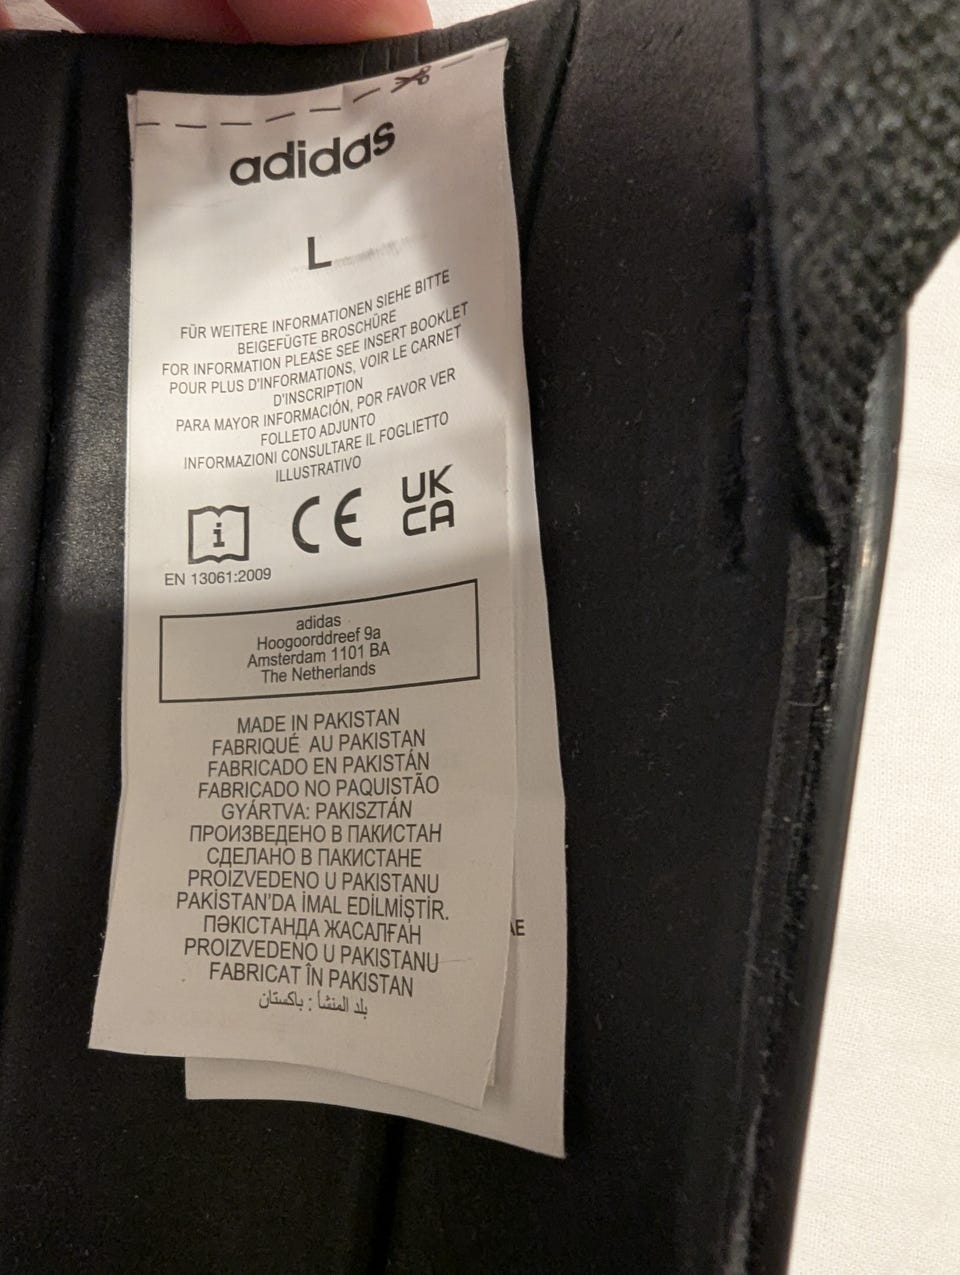 adidas
L
FÜR WEITERE INFORMATIONEN SIEHE BITTE
BEIGEFÜGTE BROSCHÜRE
FOR INFORMATION PLEASE SEE INSERT BOOKLET
POUR PLUS D'INFORMATIONS, VOIR LE CARNET
D'INSCRIPTION
PARA MAYOR INFORMACIÓN, POR FAVOR VER
FOLLETO ADJUNTO
INFORMAZIONI CONSULTARE IL FOGLIETTO
ILLUSTRATIVO
i
CE
UK
CA
EN 13061:2009
adidas
Hoogoorddreef 9a
Amsterdam 1101 BA
The Netherlands
MADE IN PAKISTAN
FABRIQUÉ AU PAKISTAN
FABRICADO EN PAKISTÁN
FABRICADO NO PAQUISTÃO
GYÁRTVA: PAKISZTÁN
ПРОИЗВЕДЕНО В ПАКИСТАН
СДЕЛАНО В ПАКИСТАНЕ
PROIZVEDENO U PAKISTANU
PAKİSTAN'DA İMAL EDİLMİŞTİR.
ПӘКІСТАНДА ЖАСАЛҒАН
PROIZVEDENO U PAKISTANU
FABRICAT ÎN PAKISTAN
بلد المنشأ : باكستان
AE